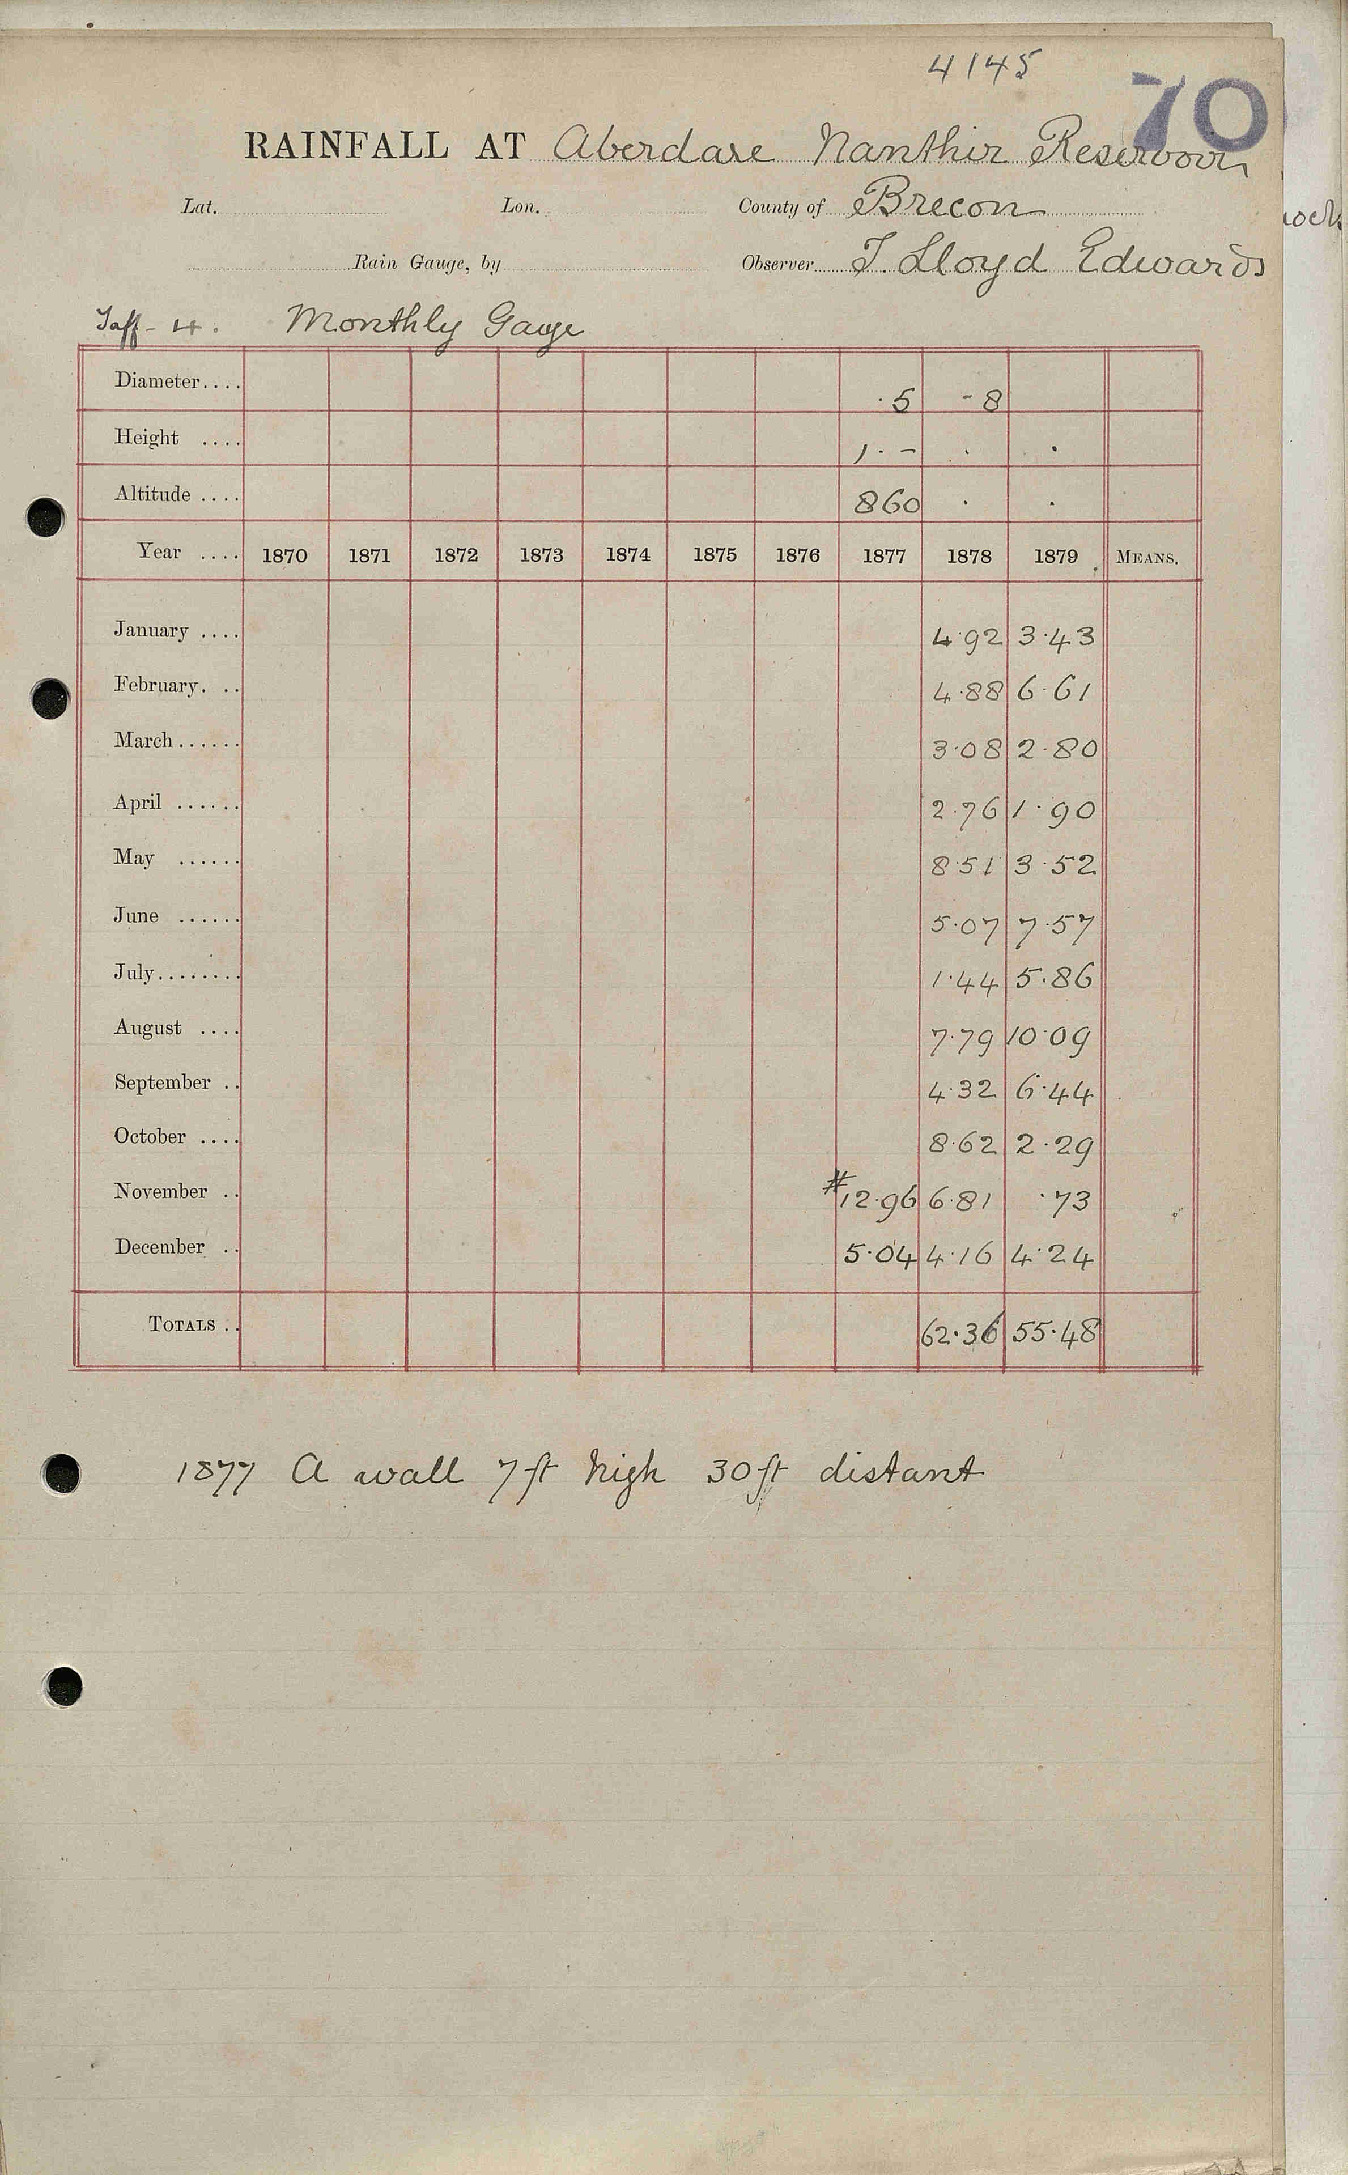 4145
70
RAINFALL AT Aberdare Nanthir Reservoir
Lat. Lon. County of Brecon
Rain Gauge, by Observer T. Lloyd Edwards
Taff - 4. Monthly Gauge
Diameter.... · 5 - 8
Height .... 1 · - · ·
Altitude .... 860 · ·
Year .... 1870 1871 1872 1873 1874 1875 1876 1877 1878 1879 MEANS.
January .... 4·92 3·43
February. .. 4·88 6·61
March...... 3·08 2·80
April ...... 2·76 1·90
May ...... 8·51 3·52
June ...... 5·07 7·57
July........ 1·44 5·86
August .... 7·79 10·09
September .. 4·32 6·44
October .... 8·62 2·29
November .. #12·96 6·81 ·73
December .. 5·04 4·16 4·24
TOTALS .. 62·36 55·48
1877 A wall 7ft high 30ft distant